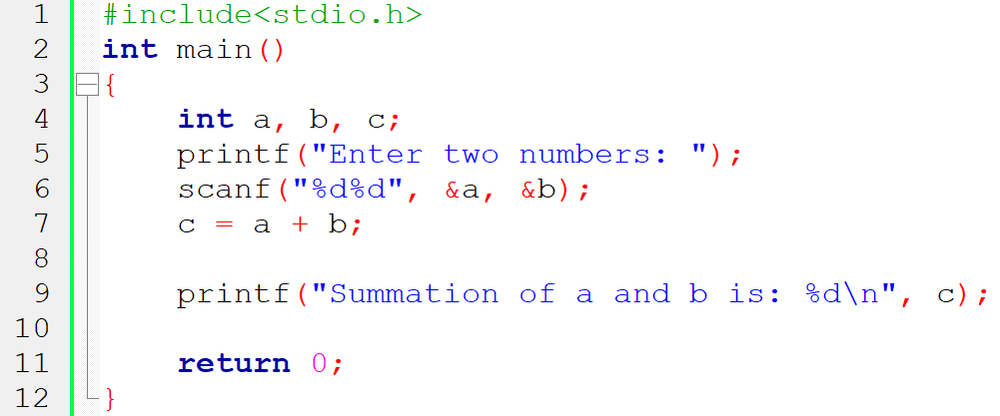 1 #include<stdio.h>
2 int main()
3 {
4 int a, b, c;
5 printf("Enter two numbers: ");
6 scanf("%d%d", &a, &b);
7 c = a + b;
8
9 printf("Summation of a and b is: %d\n", c);
10
11 return 0;
12 }